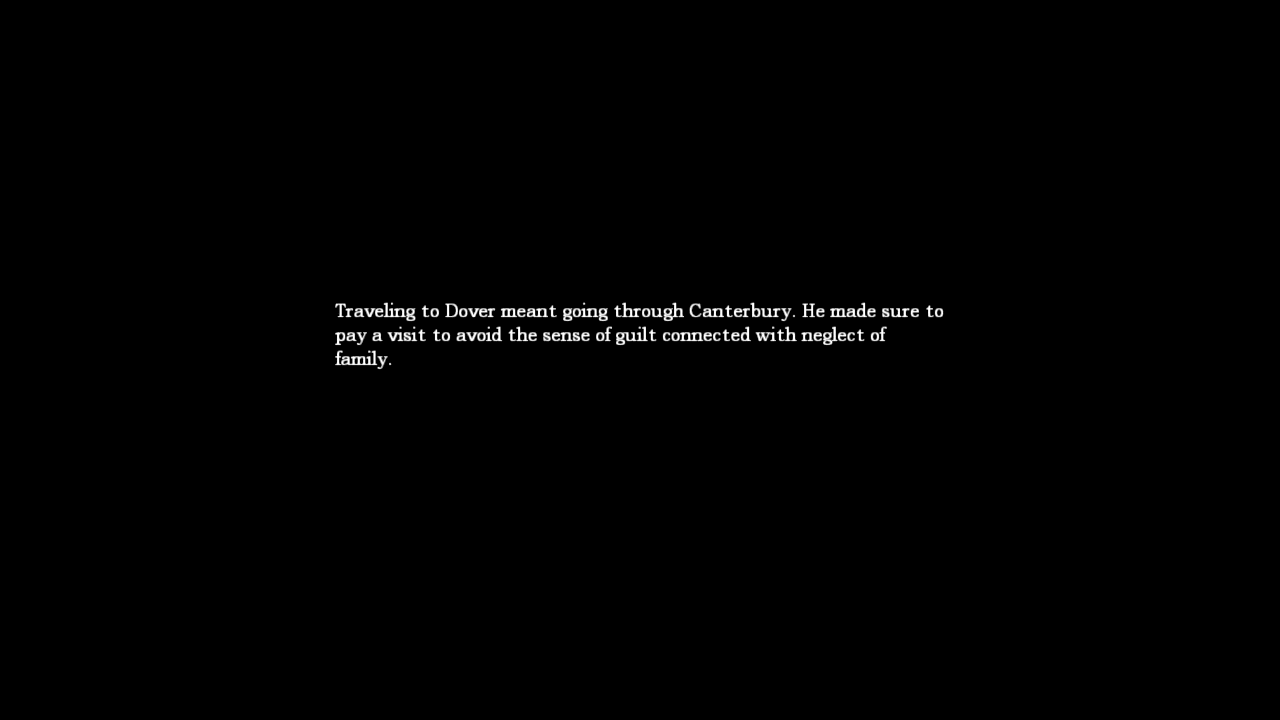 Traveling to Dover meant going through Canterbury. He made sure to
pay a visit to avoid the sense of guilt connected with neglect of
family.